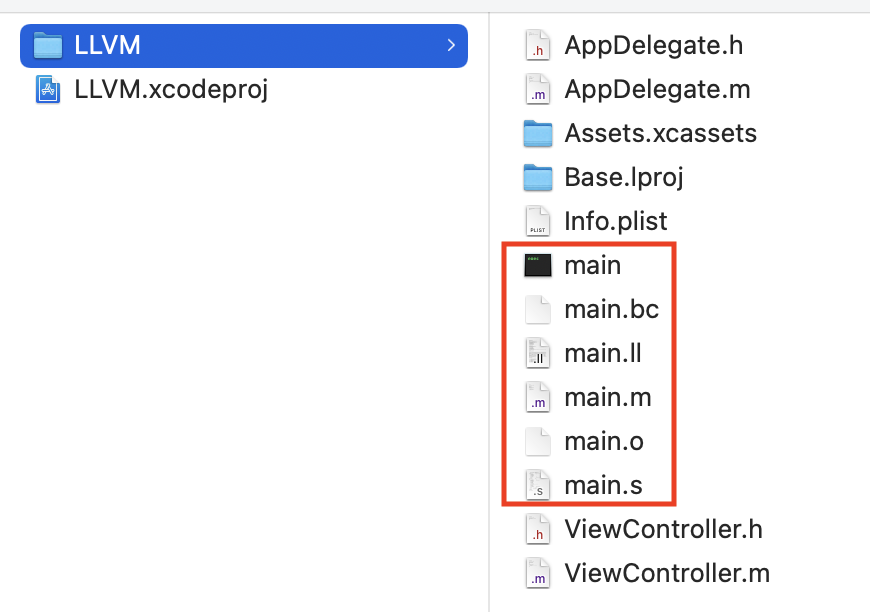 LLVM
LLVM.xcodeproj
.h AppDelegate.h
.m AppDelegate.m
Assets.xcassets
Base.lproj
PLIST Info.plist
exec main
main.bc
.ll main.ll
.m main.m
main.o
.s main.s
.h ViewController.h
.m ViewController.m